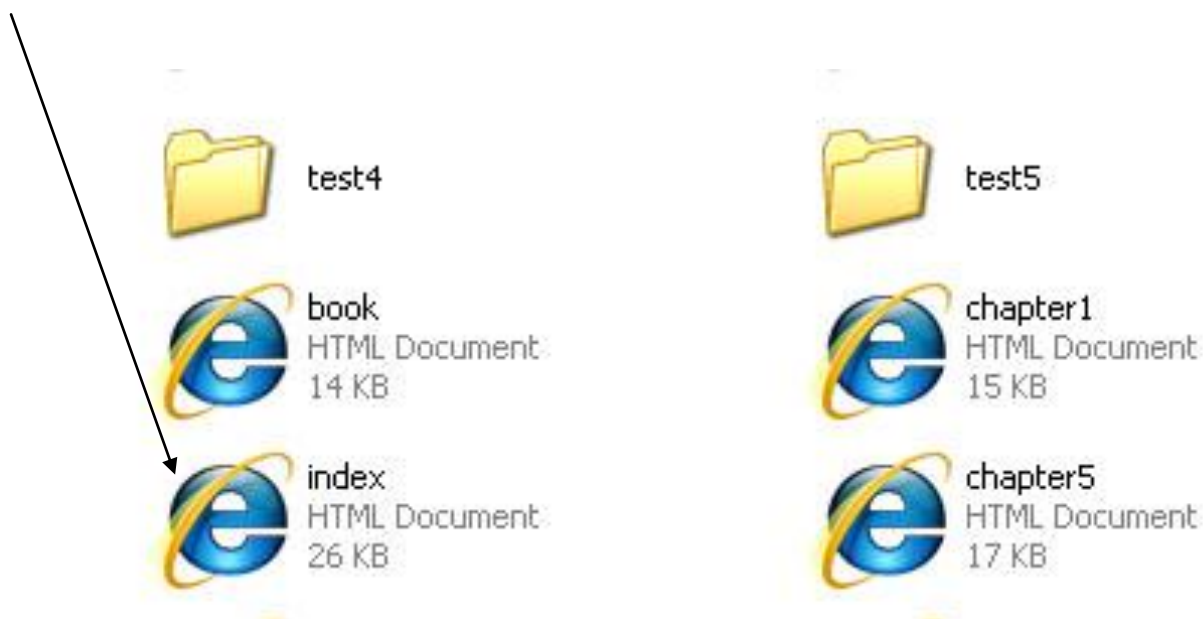 test4
test5
book
HTML Document
14 KB
chapter1
HTML Document
15 KB
index
HTML Document
26 KB
chapter5
HTML Document
17 KB